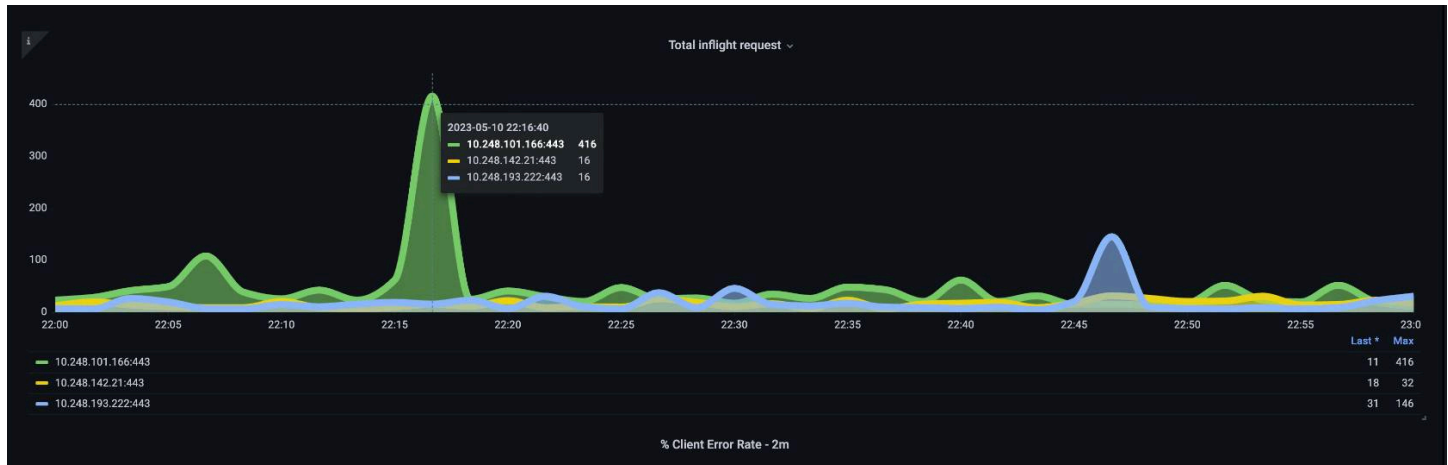 i
Total inflight request
400
300
200
100
0
2023-05-10 22:16:40
10.248.101.166:443 416
10.248.142.21:443 16
10.248.193.222:443 16
22:00 22:05 22:10 22:15 22:20 22:25 22:30 22:35 22:40 22:45 22:50 22:55 23:0
Last * Max
10.248.101.166:443 11 416
10.248.142.21:443 18 32
10.248.193.222:443 31 146
% Client Error Rate - 2m